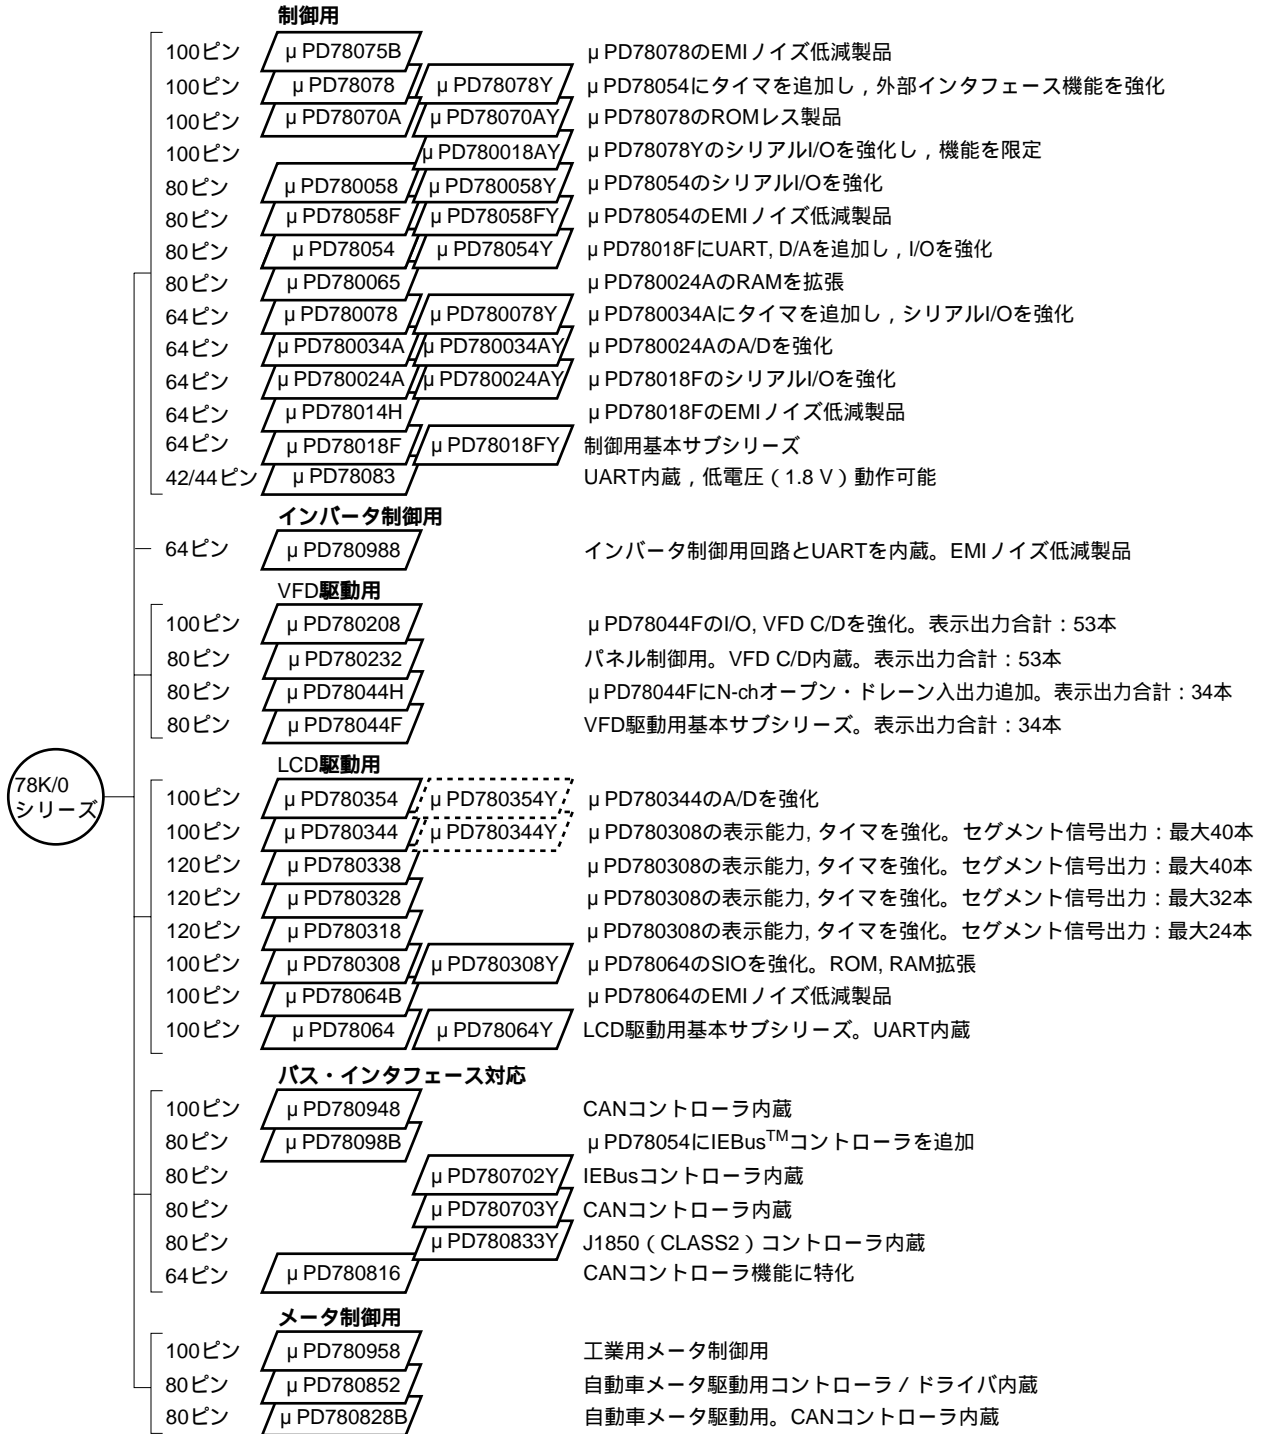 制御用
100ピン μPD78075B μPD78078のEMIノイズ低減製品
100ピン μPD78078 μPD78078Y μPD78054にタイマを追加し，外部インタフェース機能を強化
100ピン μPD78070A μPD78070AY μPD78078のROMレス製品
100ピン μPD780018AY μPD78078YのシリアルI/Oを強化し，機能を限定
80ピン μPD780058 μPD780058Y μPD78054のシリアルI/Oを強化
80ピン μPD78058F μPD78058FY μPD78054のEMIノイズ低減製品
80ピン μPD78054 μPD78054Y μPD78018FにUART, D/Aを追加し，I/Oを強化
80ピン μPD780065 μPD780024AのRAMを拡張
64ピン μPD780078 μPD780078Y μPD780034Aにタイマを追加し，シリアルI/Oを強化
64ピン μPD780034A μPD780034AY μPD780024AのA/Dを強化
64ピン μPD780024A μPD780024AY μPD78018FのシリアルI/Oを強化
64ピン μPD78014H μPD78018FのEMIノイズ低減製品
64ピン μPD78018F μPD78018FY 制御用基本サブシリーズ
42/44ピン μPD78083 UART内蔵，低電圧（1.8 V）動作可能
インバータ制御用
64ピン μPD780988 インバータ制御用回路とUARTを内蔵。EMIノイズ低減製品
VFD駆動用
100ピン μPD780208 μPD78044FのI/O, VFD C/Dを強化。表示出力合計：53本
80ピン μPD780232 パネル制御用。VFD C/D内蔵。表示出力合計：53本
80ピン μPD78044H μPD78044FにN-chオープン・ドレーン入出力追加。表示出力合計：34本
80ピン μPD78044F VFD駆動用基本サブシリーズ。表示出力合計：34本
78K/0
シリーズ
LCD駆動用
100ピン μPD780354 μPD780354Y μPD780344のA/Dを強化
100ピン μPD780344 μPD780344Y μPD780308の表示能力, タイマを強化。セグメント信号出力：最大40本
120ピン μPD780338 μPD780308の表示能力, タイマを強化。セグメント信号出力：最大40本
120ピン μPD780328 μPD780308の表示能力, タイマを強化。セグメント信号出力：最大32本
120ピン μPD780318 μPD780308の表示能力, タイマを強化。セグメント信号出力：最大24本
100ピン μPD780308 μPD780308Y μPD78064のSIOを強化。ROM, RAM拡張
100ピン μPD78064B μPD78064のEMIノイズ低減製品
100ピン μPD78064 μPD78064Y LCD駆動用基本サブシリーズ。UART内蔵
バス・インタフェース対応
100ピン μPD780948 CANコントローラ内蔵
80ピン μPD78098B μPD78054にIEBusTMコントローラを追加
80ピン μPD780702Y IEBusコントローラ内蔵
80ピン μPD780703Y CANコントローラ内蔵
80ピン μPD780833Y J1850（CLASS2）コントローラ内蔵
64ピン μPD780816 CANコントローラ機能に特化
メータ制御用
100ピン μPD780958 工業用メータ制御用
80ピン μPD780852 自動車メータ駆動用コントローラ／ドライバ内蔵
80ピン μPD780828B 自動車メータ駆動用。CANコントローラ内蔵